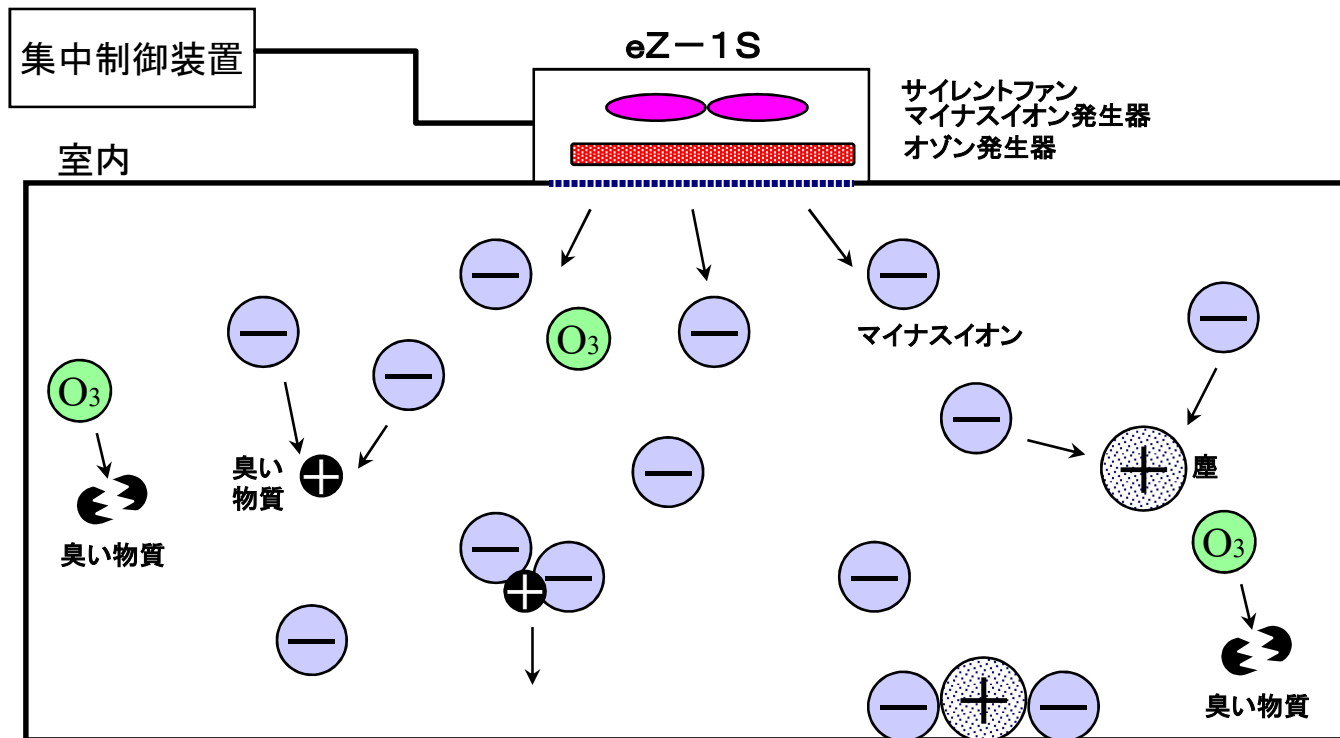 集中制御装置
eZ－1S
サイレントファン
マイナスイオン発生器
オゾン発生器
室内
O3
マイナスイオン
O3
臭い
物質
塵
臭い物質
O3
臭い物質